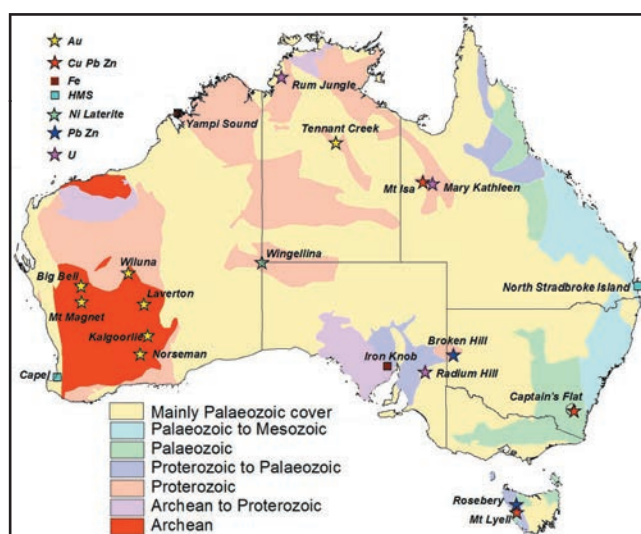 Au
Cu Pb Zn
Fe
HMS
Ni Laterite
Pb Zn
U
Rum Jungle
Yampi Sound
Tennant Creek
Mt Isa
Mary Kathleen
Wingellina
Wiluna
Big Bell
Laverton
Mt Magnet
Kalgoorlie
Norseman
Capel
North Stradbroke Island
Broken Hill
Iron Knob
Radium Hill
Captain's Flat
Rosebery
Mt Lyell
Mainly Palaeozoic cover
Palaeozoic to Mesozoic
Palaeozoic
Proterozoic to Palaeozoic
Proterozoic
Archean to Proterozoic
Archean